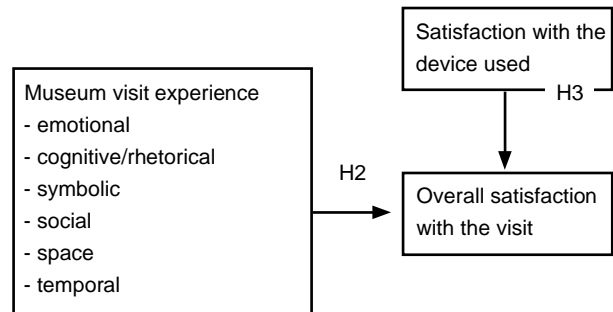 Satisfaction with the
device used
H3
Museum visit experience
- emotional
- cognitive/rhetorical
- symbolic
- social
- space
- temporal
H2
Overall satisfaction
with the visit